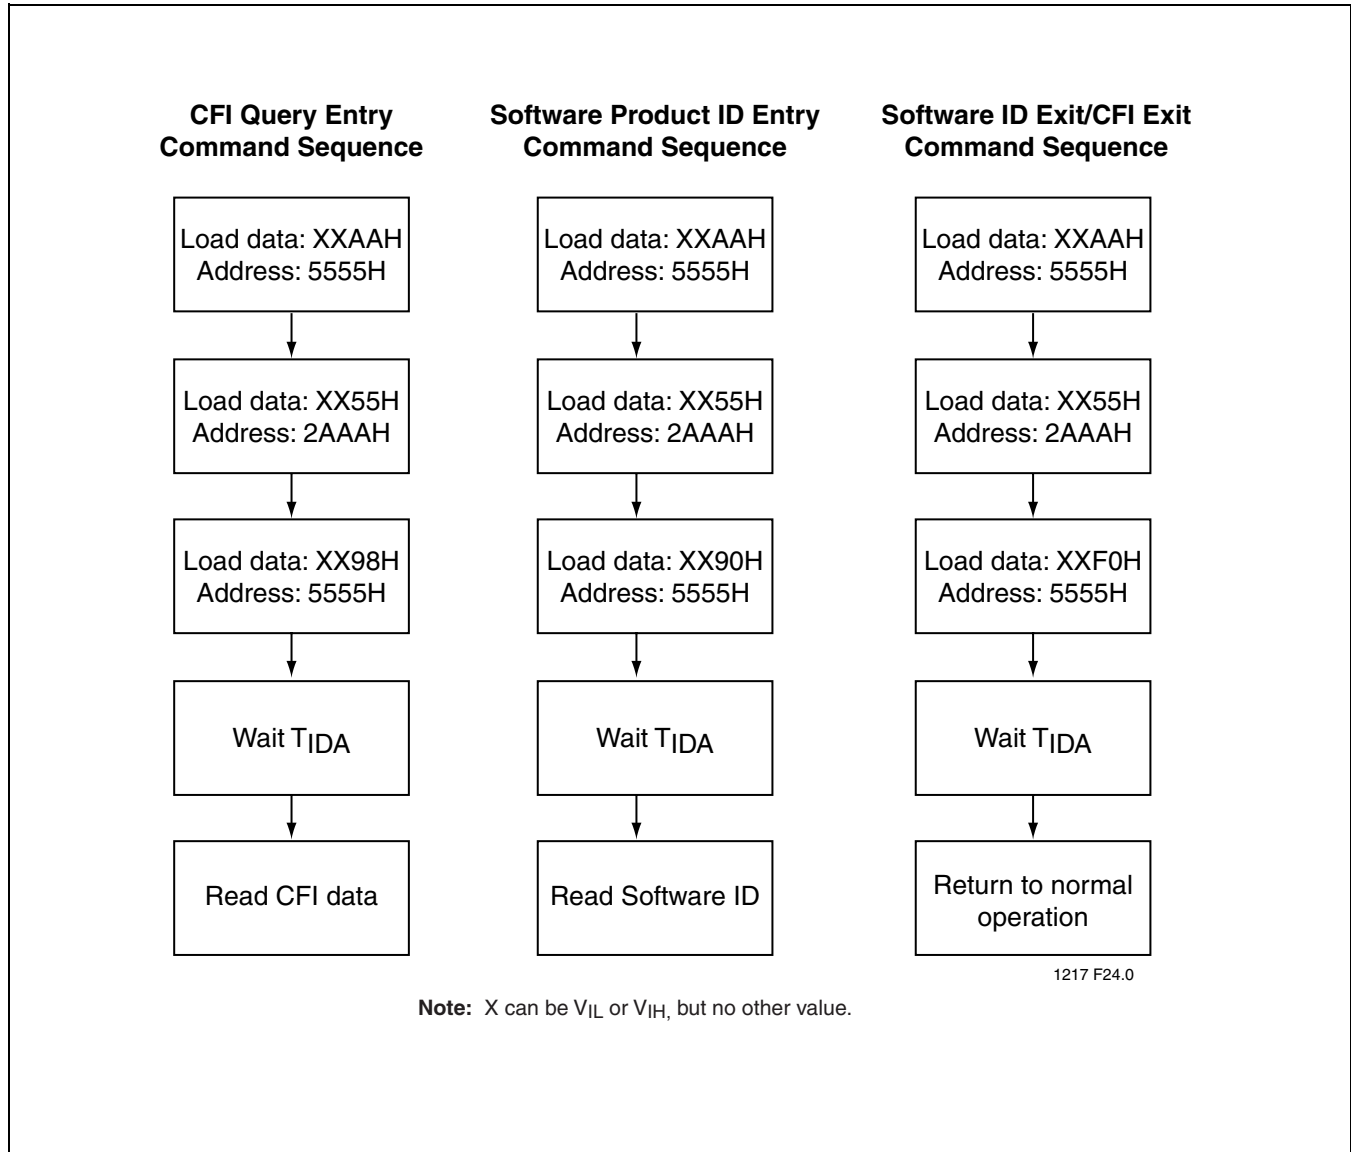 CFI Query Entry
Command Sequence
Load data: XXAAH
Address: 5555H
Load data: XX55H
Address: 2AAAH
Load data: XX98H
Address: 5555H
Wait TIDA
Read CFI data
Software Product ID Entry
Command Sequence
Load data: XXAAH
Address: 5555H
Load data: XX55H
Address: 2AAAH
Load data: XX90H
Address: 5555H
Wait TIDA
Read Software ID
Software ID Exit/CFI Exit
Command Sequence
Load data: XXAAH
Address: 5555H
Load data: XX55H
Address: 2AAAH
Load data: XXF0H
Address: 5555H
Wait TIDA
Return to normal
operation
1217 F24.0
Note: X can be VIL or VIH, but no other value.